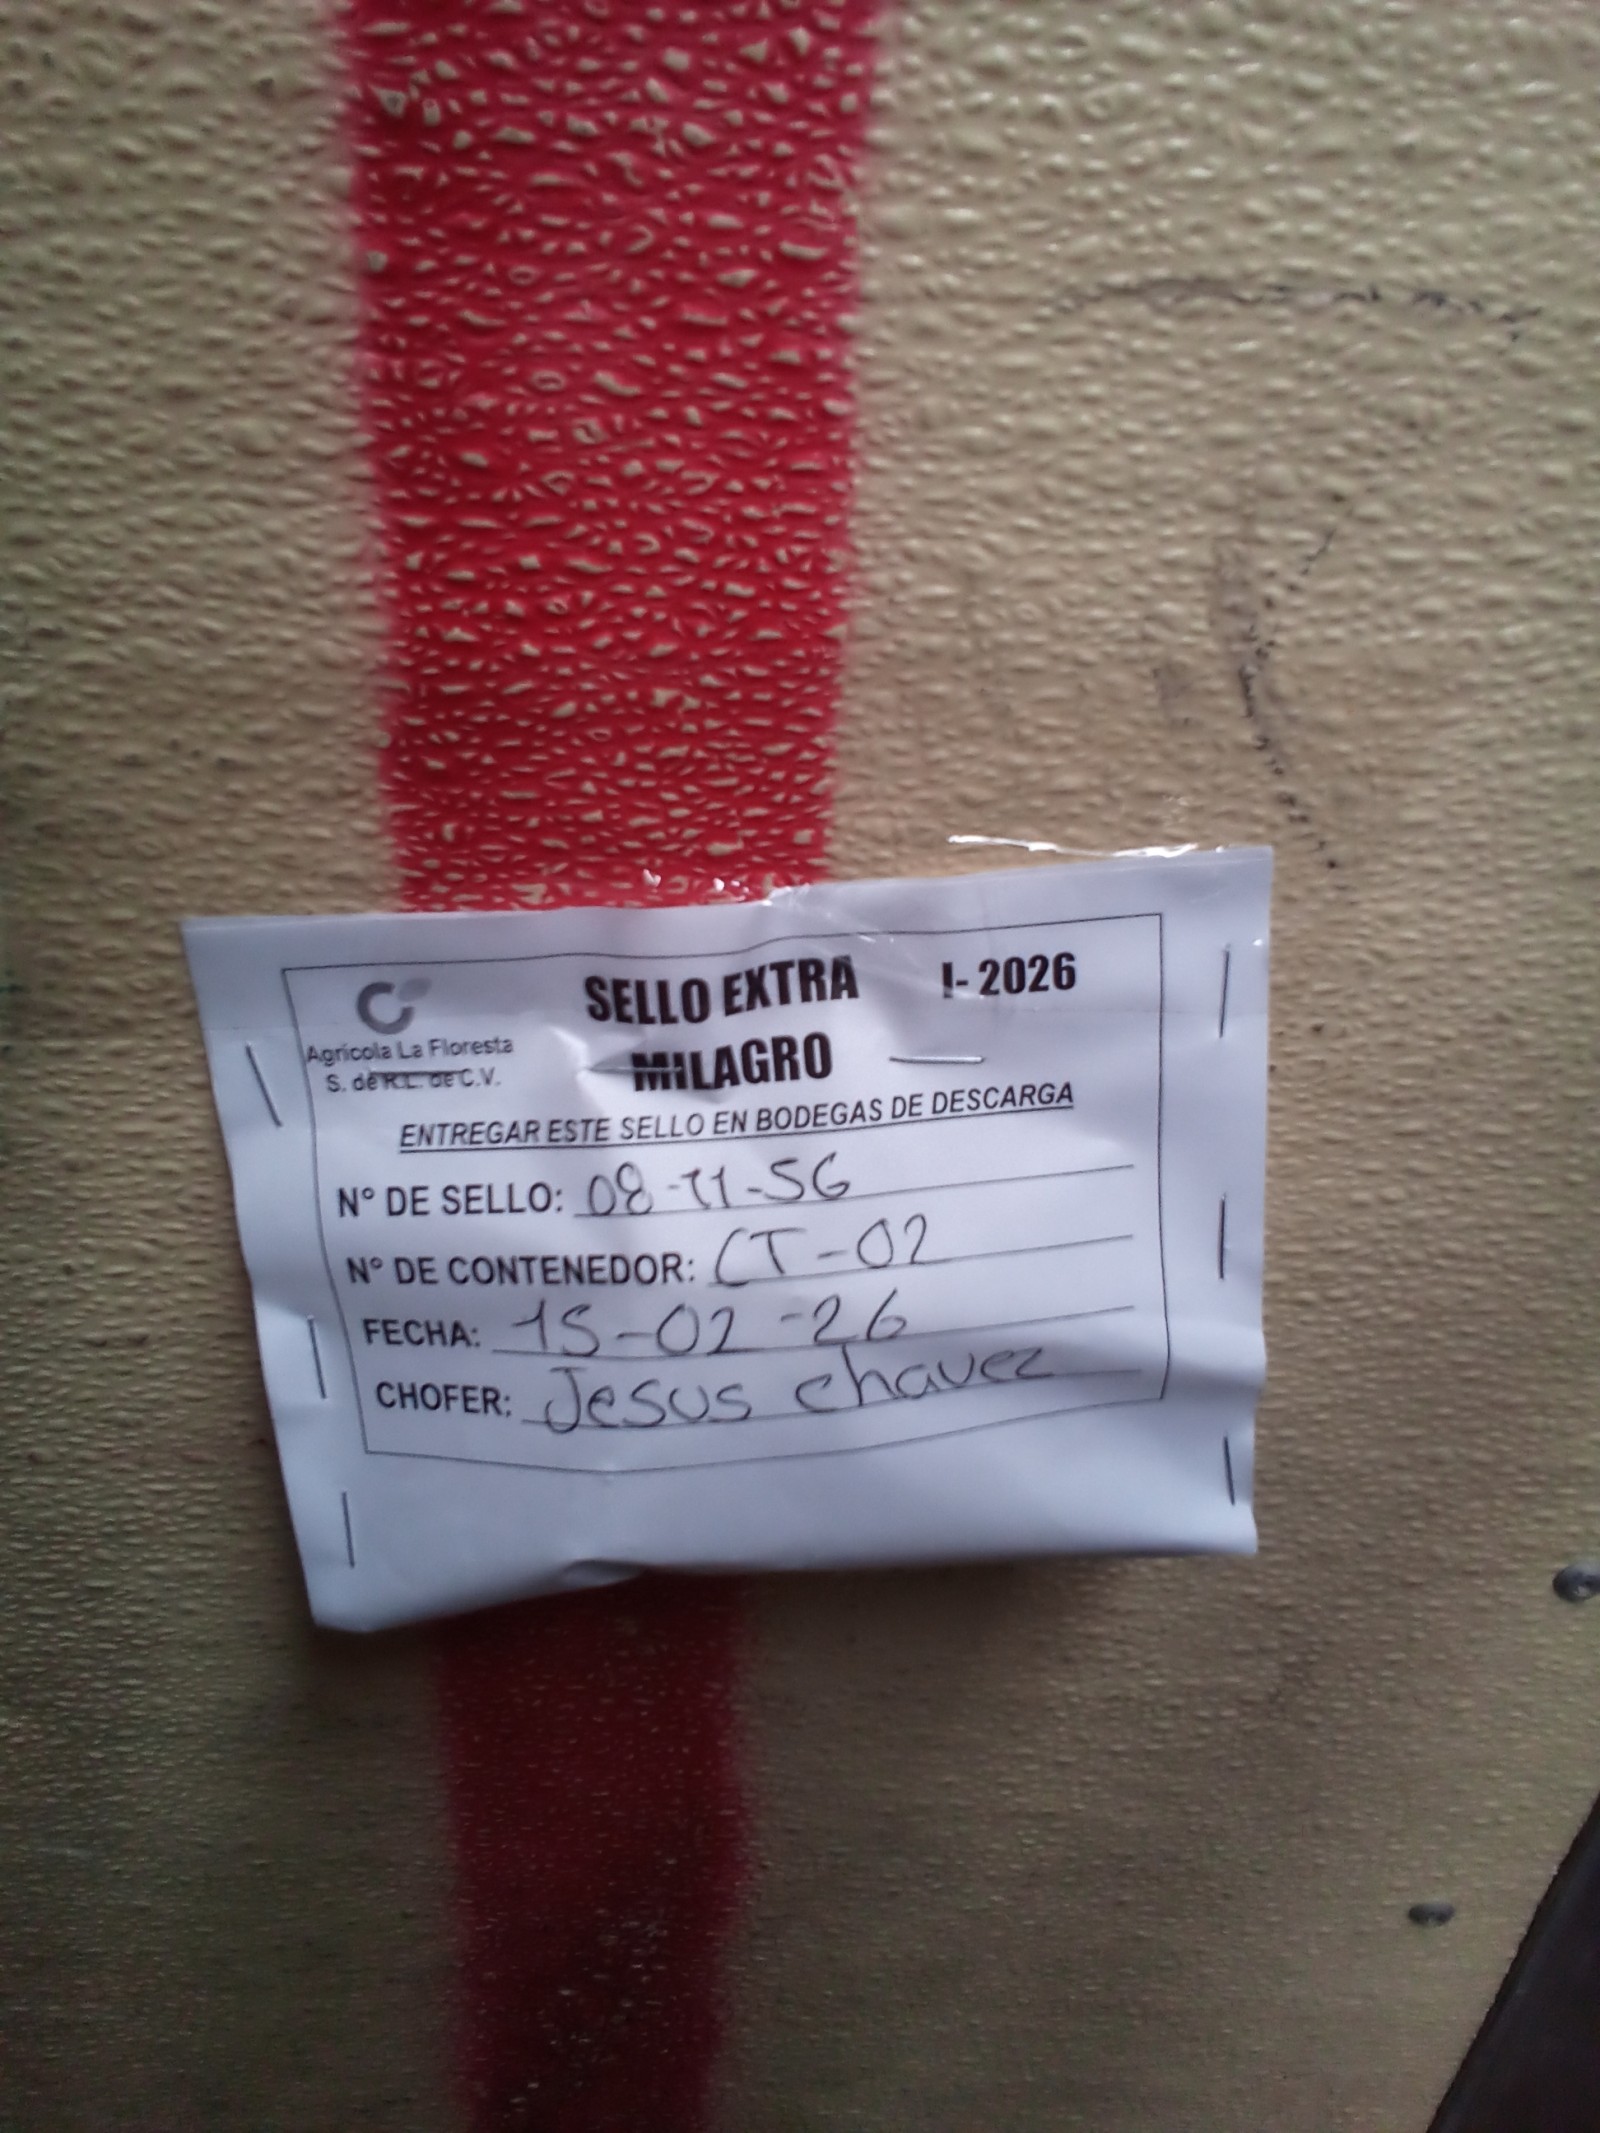 SELLO EXTRA I- 2026
MILAGRO
Agrícola La Floresta
S. de R.L. de C.V.
ENTREGAR ESTE SELLO EN BODEGAS DE DESCARGA
N° DE SELLO: 08-11-56
N° DE CONTENEDOR: CT-02
FECHA: 15-02-26
CHOFER: Jesus chavez